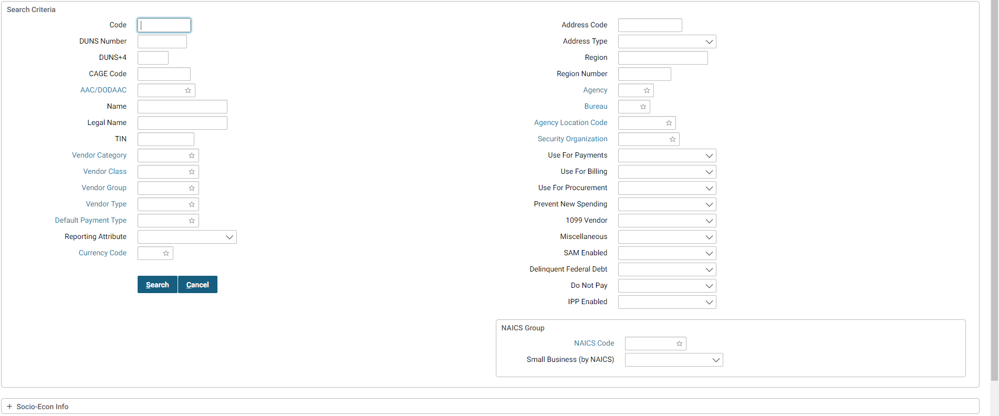 Search Criteria
Code
DUNS Number
DUNS+4
CAGE Code
AAC/DODAAC
Name
Legal Name
TIN
Vendor Category
Vendor Class
Vendor Group
Vendor Type
Default Payment Type
Reporting Attribute
Currency Code
Search Cancel
Address Code
Address Type
Region
Region Number
Agency
Bureau
Agency Location Code
Security Organization
Use For Payments
Use For Billing
Use For Procurement
Prevent New Spending
1099 Vendor
Miscellaneous
SAM Enabled
Delinquent Federal Debt
Do Not Pay
IPP Enabled
NAICS Group
NAICS Code
Small Business (by NAICS)
+ Socio-Econ Info